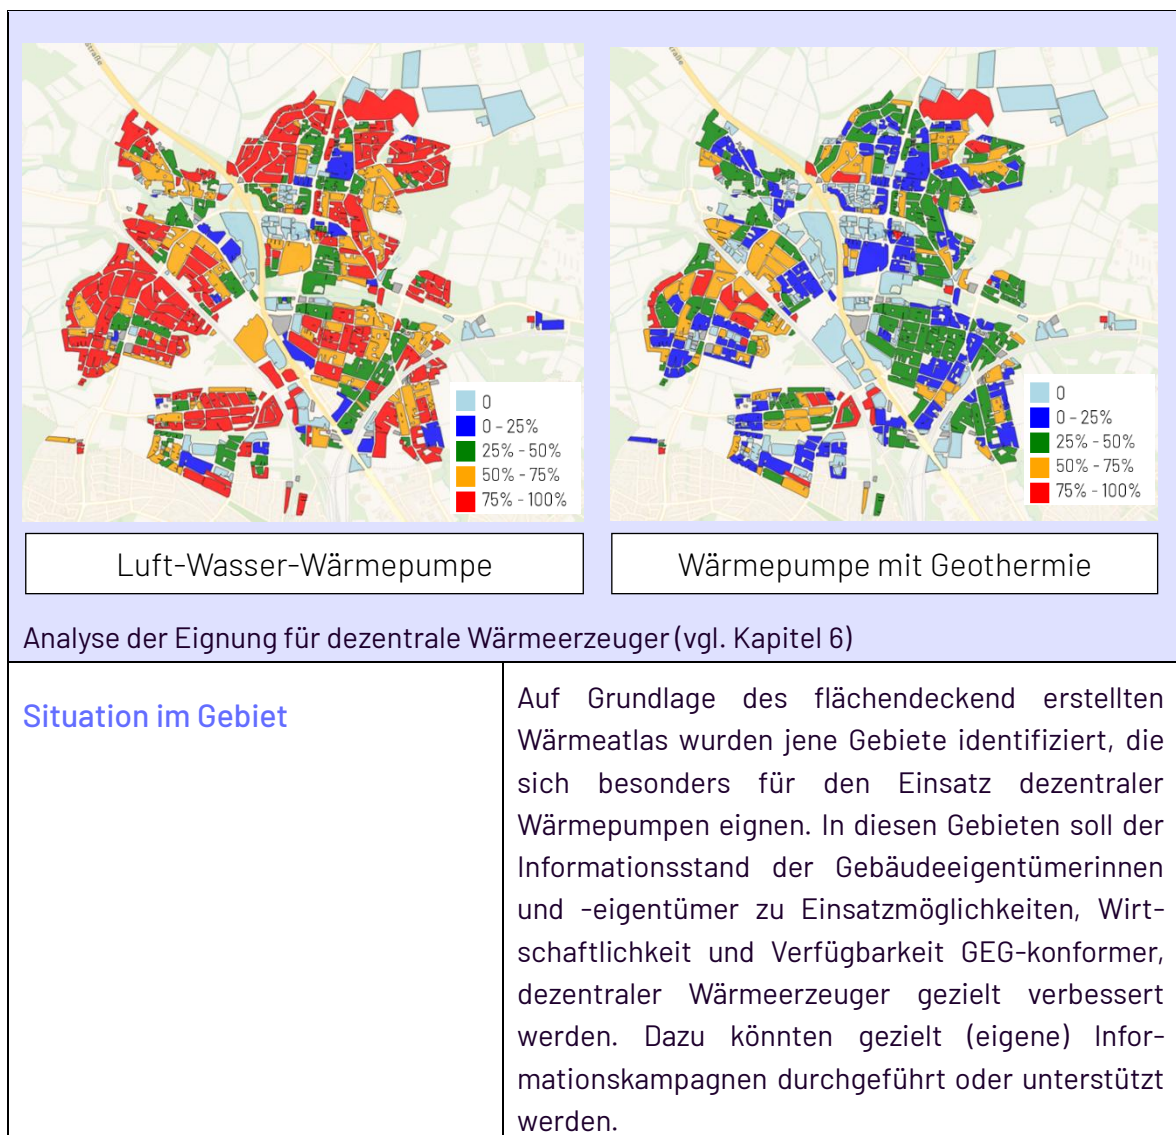 straße
0
0 - 25%
25% - 50%
50% - 75%
75% - 100%
0
0 - 25%
25% - 50%
50% - 75%
75% - 100%
Luft-Wasser-Wärmepumpe
Wärmepumpe mit Geothermie
Analyse der Eignung für dezentrale Wärmeerzeuger (vgl. Kapitel 6)
Situation im Gebiet
Auf Grundlage des flächendeckend erstellten
Wärmeatlas wurden jene Gebiete identifiziert, die
sich besonders für den Einsatz dezentraler
Wärmepumpen eignen. In diesen Gebieten soll der
Informationsstand der Gebäudeeigentümerinnen
und -eigentümer zu Einsatzmöglichkeiten, Wirt-
schaftlichkeit und Verfügbarkeit GEG-konformer,
dezentraler Wärmeerzeuger gezielt verbessert
werden. Dazu könnten gezielt (eigene) Infor-
mationskampagnen durchgeführt oder unterstützt
werden.